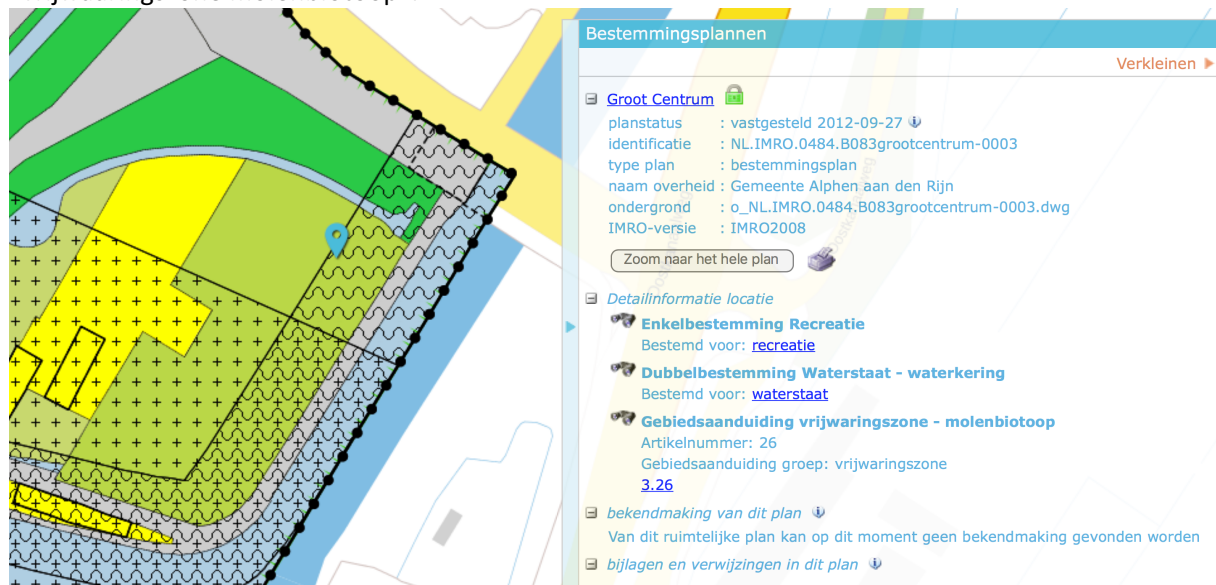 Bestemmingsplannen
Verkleinen
Groot Centrum
planstatus : vastgesteld 2012-09-27
identificatie : NL.IMRO.0484.B083grootcentrum-0003
type plan : bestemmingsplan
naam overheid : Gemeente Alphen aan den Rijn
ondergrond : o_NL.IMRO.0484.B083grootcentrum-0003.dwg
IMRO-versie : IMRO2008
Zoom naar het hele plan
Detailinformatie locatie
Enkelbestemming Recreatie
Bestemd voor: recreatie
Dubbelbestemming Waterstaat - waterkering
Bestemd voor: waterstaat
Gebiedsaanduiding vrijwaringszone - molenbiotoop
Artikelnummer: 26
Gebiedsaanduiding groep: vrijwaringszone
3.26
bekendmaking van dit plan
Van dit ruimtelijke plan kan op dit moment geen bekendmaking gevonden worden
bijlagen en verwijzingen in dit plan